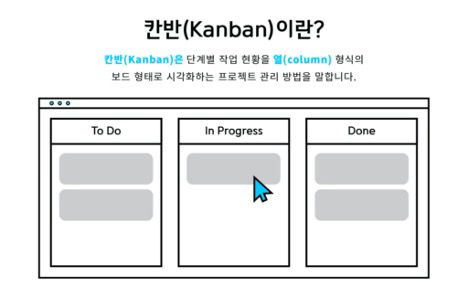 칸반(Kanban)이란?
칸반(Kanban)은 단계별 작업 현황을 열(column) 형식의
보드 형태로 시각화하는 프로젝트 관리 방법을 말합니다.
To Do
In Progress
Done